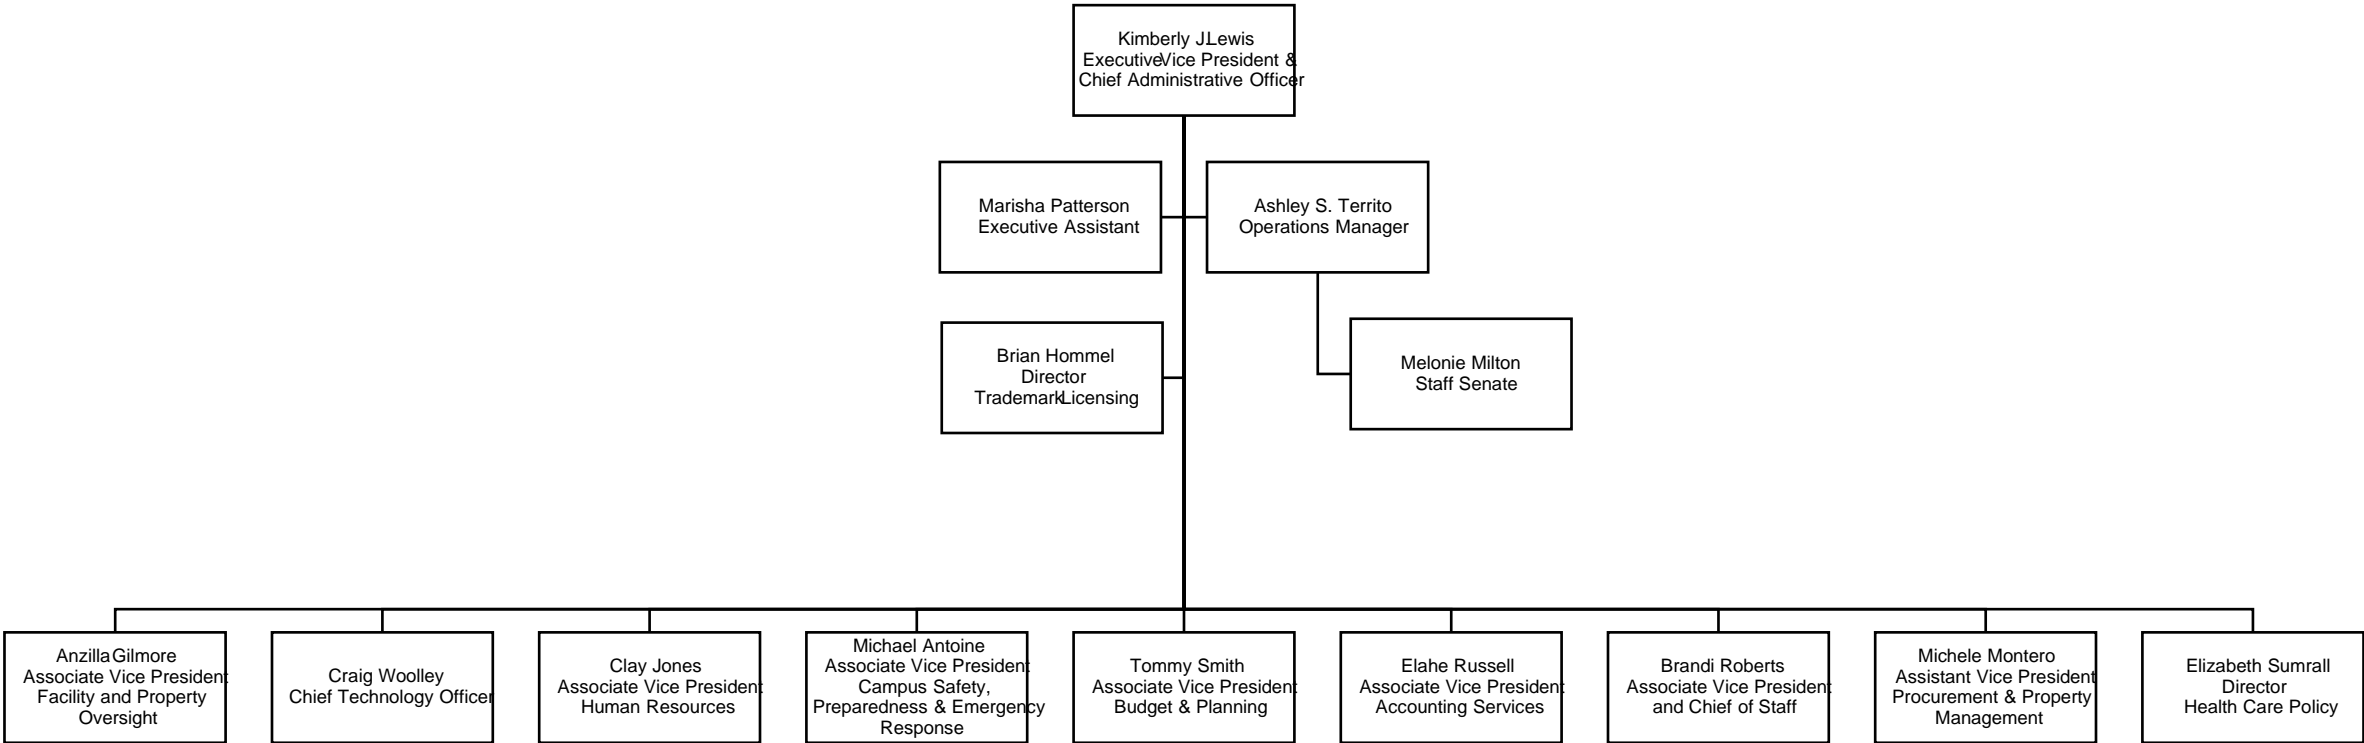 Kimberly J. Lewis
Executive Vice President &
Chief Administrative Officer
Marisha Patterson
Executive Assistant
Ashley S. Territo
Operations Manager
Brian Hommel
Director
Trademark Licensing
Melonie Milton
Staff Senate
Anzilla Gilmore
Associate Vice President
Facility and Property
Oversight
Craig Woolley
Chief Technology Officer
Clay Jones
Associate Vice President
Human Resources
Michael Antoine
Associate Vice President
Campus Safety,
Preparedness & Emergency
Response
Tommy Smith
Associate Vice President
Budget & Planning
Elahe Russell
Associate Vice President
Accounting Services
Brandi Roberts
Associate Vice President
and Chief of Staff
Michele Montero
Assistant Vice President
Procurement & Property
Management
Elizabeth Sumrall
Director
Health Care Policy